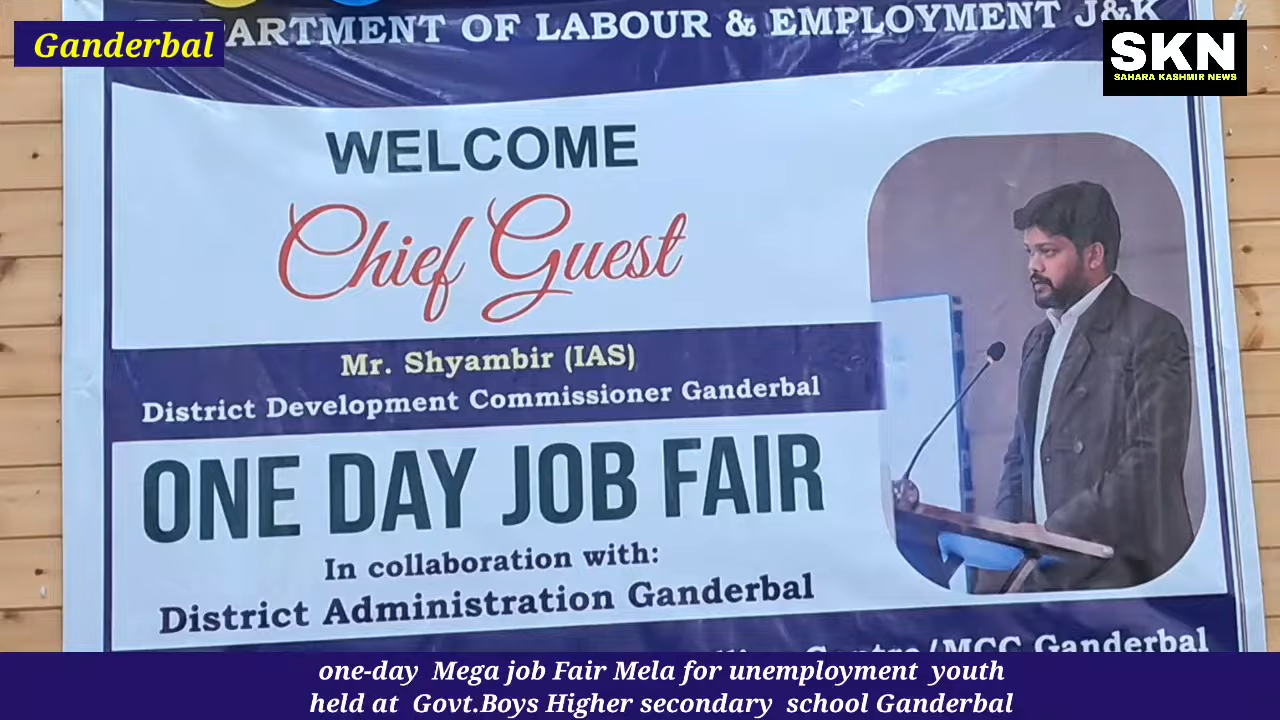 Ganderbal
DEPARTMENT OF LABOUR & EMPLOYMENT J&K
SKN
SAHARA KASHMIR NEWS
WELCOME
Chief Guest
Mr. Shyambir (IAS)
District Development Commissioner Ganderbal
ONE DAY JOB FAIR
In collaboration with:
District Administration Ganderbal
Centre/MCC Ganderbal
one-day Mega job Fair Mela for unemployment youth
held at Govt.Boys Higher secondary school Ganderbal